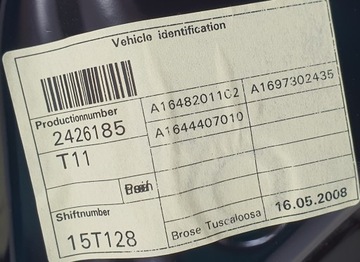 Vehicle identification
Productionnumber
2426185
T11
Shiftnumber
15T128
A1648201102 A1697302435
A1644407010
Brose Tuscaloosa 16.05.2008